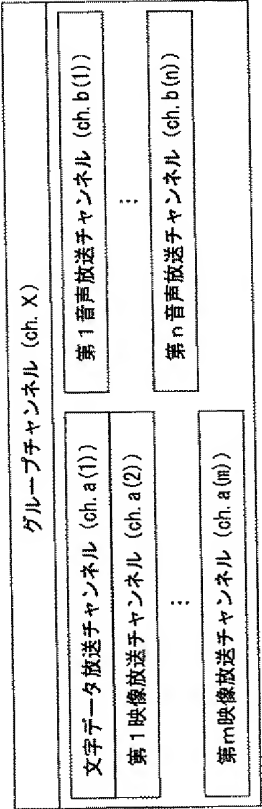 グループチャンネル (ch. X)
文字データ放送チャンネル (ch. a(1))
第1映像放送チャンネル (ch. a(2))
⋮
第m映像放送チャンネル (ch. a(m))
第1音声放送チャンネル (ch. b(1))
⋮
第n音声放送チャンネル (ch. b(n))